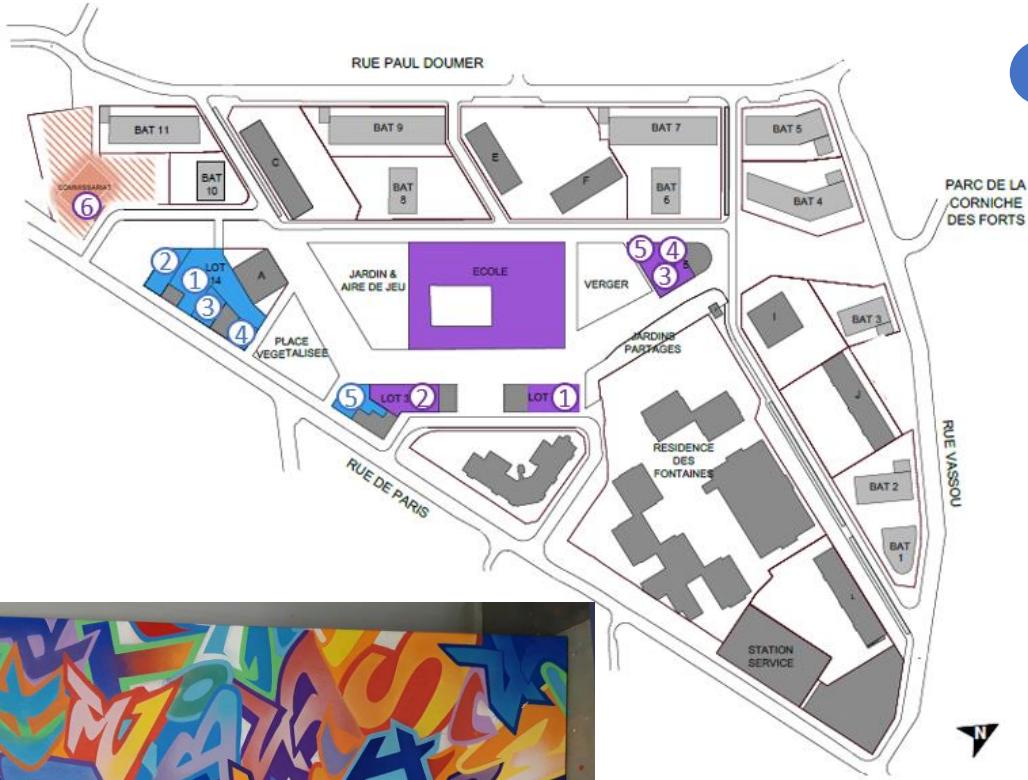 RUE PAUL DOUMER
BAT 11
C
BAT 9
E
BAT 7
BAT 5
COMMISSARIAT
6
BAT
10
BAT
8
F
BAT
6
BAT 4
PARC DE LA
CORNICHE
DES FORTS
2
1
LOT
14
3
4
A
JARDIN &
AIRE DE JEU
ECOLE
VERGER
5
4
3
I
BAT 3
PLACE
VEGETALISEE
JARDINS
PARTAGES
5
LOT 3
2
LOT
1
J
RUE DE PARIS
RESIDENCE
DES
FONTAINES
BAT 2
RUE VASSOU
BAT
1
L
STATION
SERVICE
N